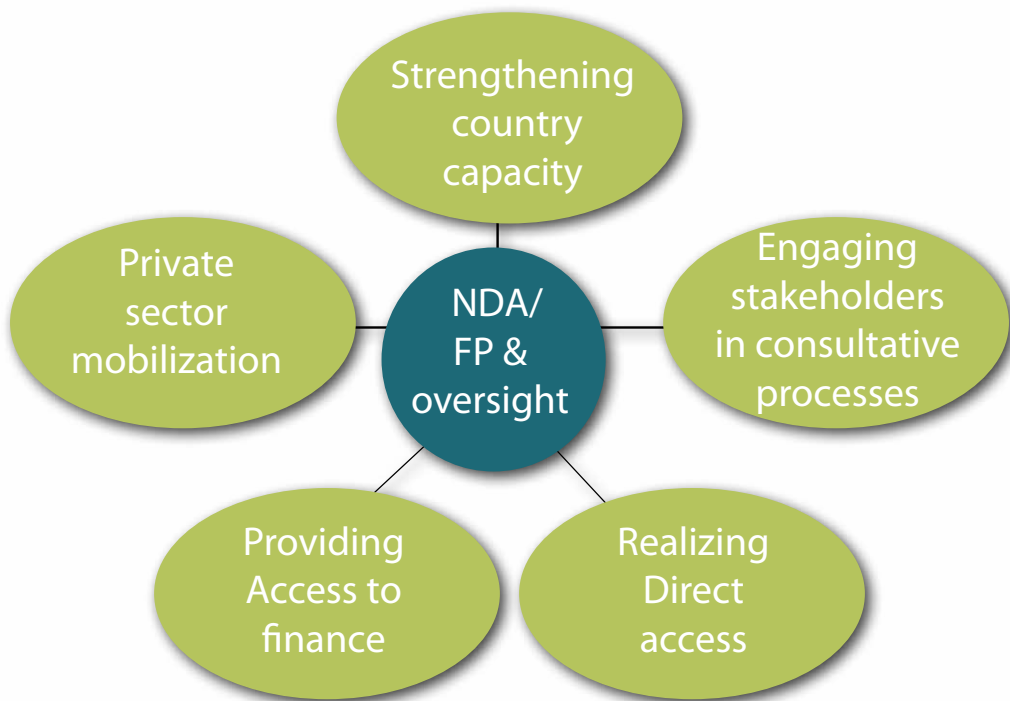 Strengthening
country
capacity
Private
sector
mobilization
NDA/
FP &
oversight
Engaging
stakeholders
in consultative
processes
Providing
Access to
finance
Realizing
Direct
access